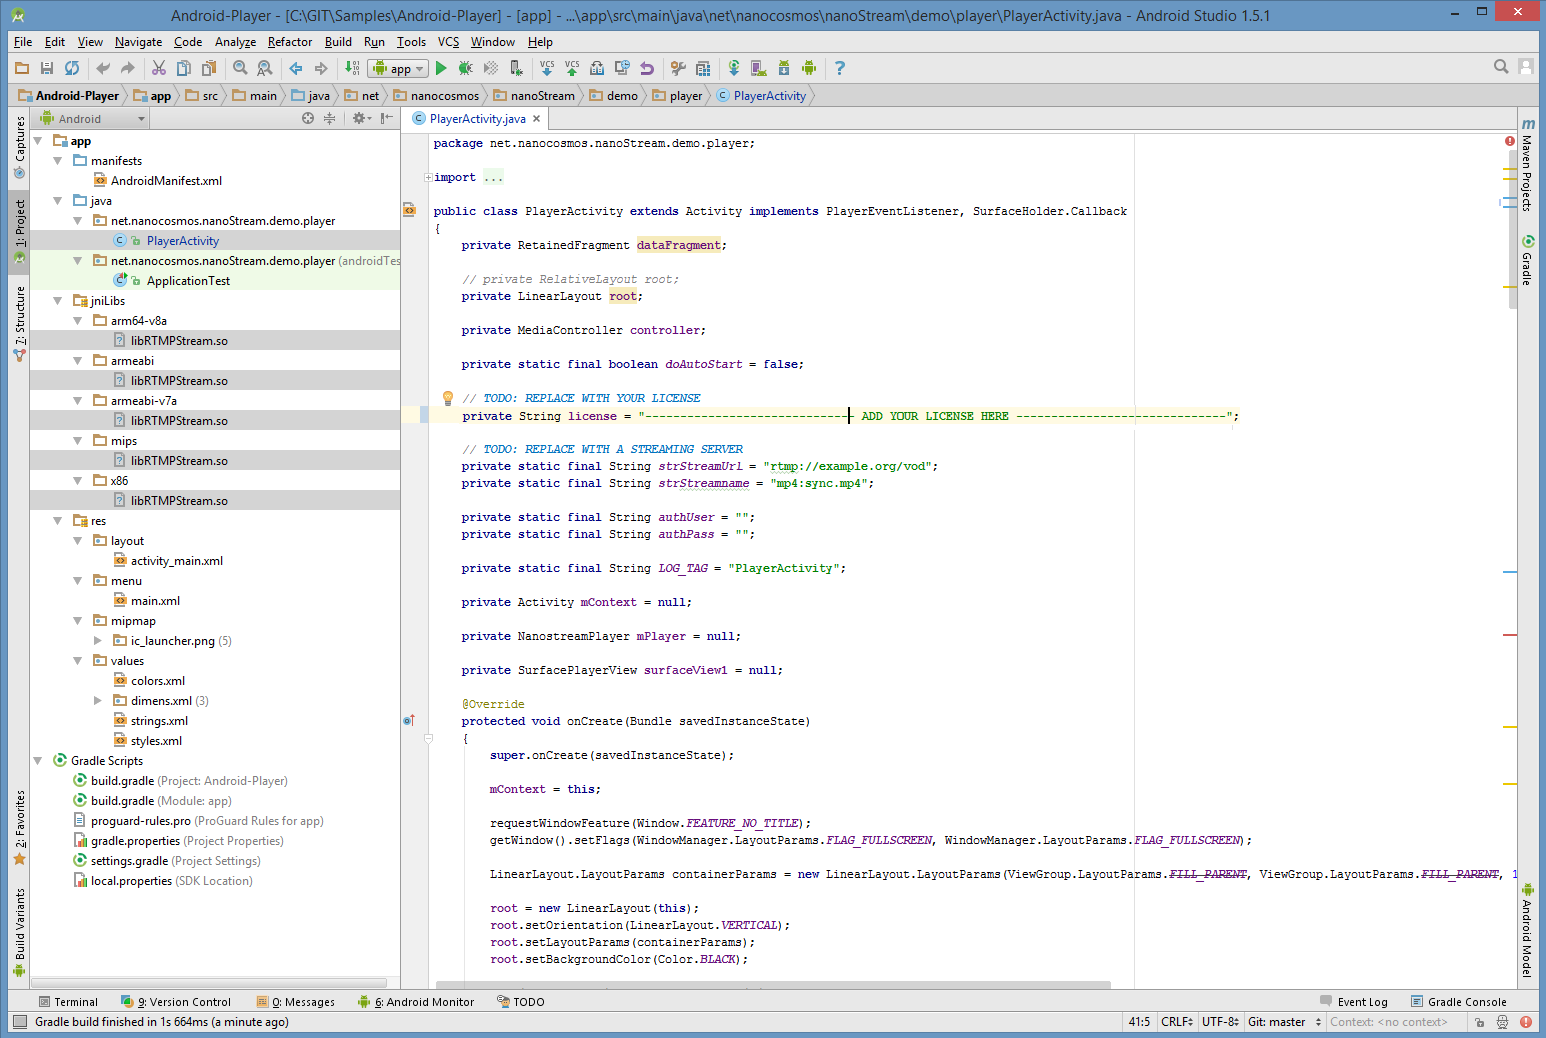 Android-Player - [C:\GIT\Samples\Android-Player] - [app] - ...\app\src\main\java\net\nanocosmos\nanoStream\demo\player\PlayerActivity.java - Android Studio 1.5.1
File Edit View Navigate Code Analyze Refactor Build Run Tools VCS Window Help
app VCS VCS
Android-Player app src main java net nanocosmos nanoStream demo player PlayerActivity
Android
PlayerActivity.java
Captures
1: Project
7: Structure
2: Favorites
Build Variants
app
manifests
AndroidManifest.xml
java
net.nanocosmos.nanoStream.demo.player
PlayerActivity
net.nanocosmos.nanoStream.demo.player (androidTes
ApplicationTest
jniLibs
arm64-v8a
libRTMPStream.so
armeabi
libRTMPStream.so
armeabi-v7a
libRTMPStream.so
mips
libRTMPStream.so
x86
libRTMPStream.so
res
layout
activity_main.xml
menu
main.xml
mipmap
ic_launcher.png (5)
values
colors.xml
dimens.xml (3)
strings.xml
styles.xml
Gradle Scripts
build.gradle (Project: Android-Player)
build.gradle (Module: app)
proguard-rules.pro (ProGuard Rules for app)
gradle.properties (Project Properties)
settings.gradle (Project Settings)
local.properties (SDK Location)
package net.nanocosmos.nanoStream.demo.player;
import ...
public class PlayerActivity extends Activity implements PlayerEventListener, SurfaceHolder.Callback
{
private RetainedFragment dataFragment;
// private RelativeLayout root;
private LinearLayout root;
private MediaController controller;
private static final boolean doAutoStart = false;
// TODO: REPLACE WITH YOUR LICENSE
private String license = "------------------------------ ADD YOUR LICENSE HERE ------------------------------";
// TODO: REPLACE WITH A STREAMING SERVER
private static final String strStreamUrl = "rtmp://example.org/vod";
private static final String strStreamname = "mp4:sync.mp4";
private static final String authUser = "";
private static final String authPass = "";
private static final String LOG_TAG = "PlayerActivity";
private Activity mContext = null;
private NanostreamPlayer mPlayer = null;
private SurfacePlayerView surfaceView1 = null;
@Override
protected void onCreate(Bundle savedInstanceState)
{
super.onCreate(savedInstanceState);
mContext = this;
requestWindowFeature(Window.FEATURE_NO_TITLE);
getWindow().setFlags(WindowManager.LayoutParams.FLAG_FULLSCREEN, WindowManager.LayoutParams.FLAG_FULLSCREEN);
LinearLayout.LayoutParams containerParams = new LinearLayout.LayoutParams(ViewGroup.LayoutParams.FILL_PARENT, ViewGroup.LayoutParams.FILL_PARENT, 1
root = new LinearLayout(this);
root.setOrientation(LinearLayout.VERTICAL);
root.setLayoutParams(containerParams);
root.setBackgroundColor(Color.BLACK);
Maven Projects
Gradle
Android Model
Terminal 9: Version Control 0: Messages 6: Android Monitor TODO Event Log Gradle Console
Gradle build finished in 1s 664ms (a minute ago) 41:5 CRLF UTF-8 Git: master Context: <no context>